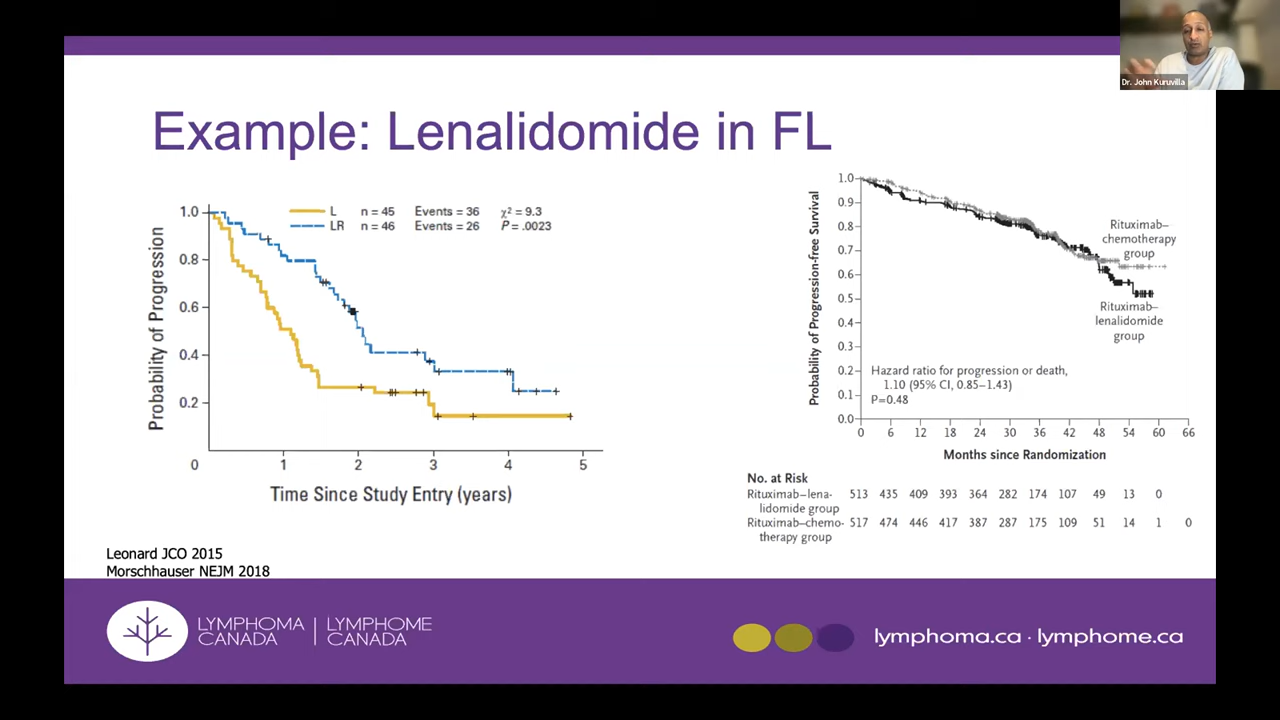 Dr. John Kuruvilla
Example: Lenalidomide in FL
L n = 45 Events = 36 χ² = 9.3
LR n = 46 Events = 26 P = .0023
Probability of Progression
1.0
0.8
0.6
0.4
0.2
0 1 2 3 4 5
Time Since Study Entry (years)
Probability of Progression-free Survival
1.0
0.9
0.8
0.7
0.6
0.5
0.4
0.3
0.2
0.1
0.0
Rituximab–
chemotherapy
group
Rituximab–
lenalidomide
group
Hazard ratio for progression or death,
1.10 (95% CI, 0.85–1.43)
P=0.48
0 6 12 18 24 30 36 42 48 54 60 66
Months since Randomization
No. at Risk
Rituximab–lena- 513 435 409 393 364 282 174 107 49 13 0
lidomide group
Rituximab–chemo- 517 474 446 417 387 287 175 109 51 14 1 0
therapy group
Leonard JCO 2015
Morschhauser NEJM 2018
LYMPHOMA | LYMPHOME
CANADA | CANADA
lymphoma.ca · lymphome.ca